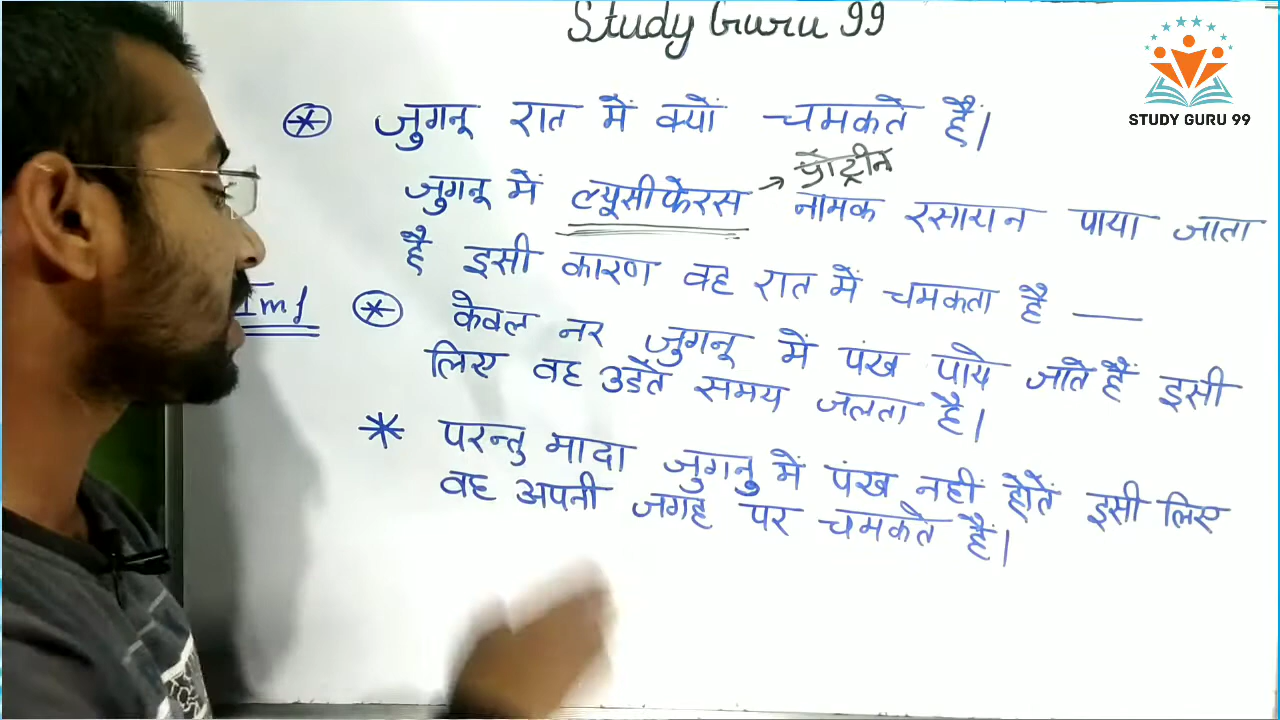 Study Guru 99
STUDY GURU 99
* जुगनू रात में क्यों चमकते हैं।
→ प्रोट्रीन
जुगनू में ल्यूसीफेरस नामक रसायन पाया जाता
है इसी कारण वह रात में चमकता है —
Imp * केवल नर जुगनू में पंख पाये जाते हैं इसी
लिए वह उडते समय जलता है।
* परन्तु मादा जुगनु में पंख नहीं होतें इसी लिए
वह अपनी जगह पर चमकते हैं।